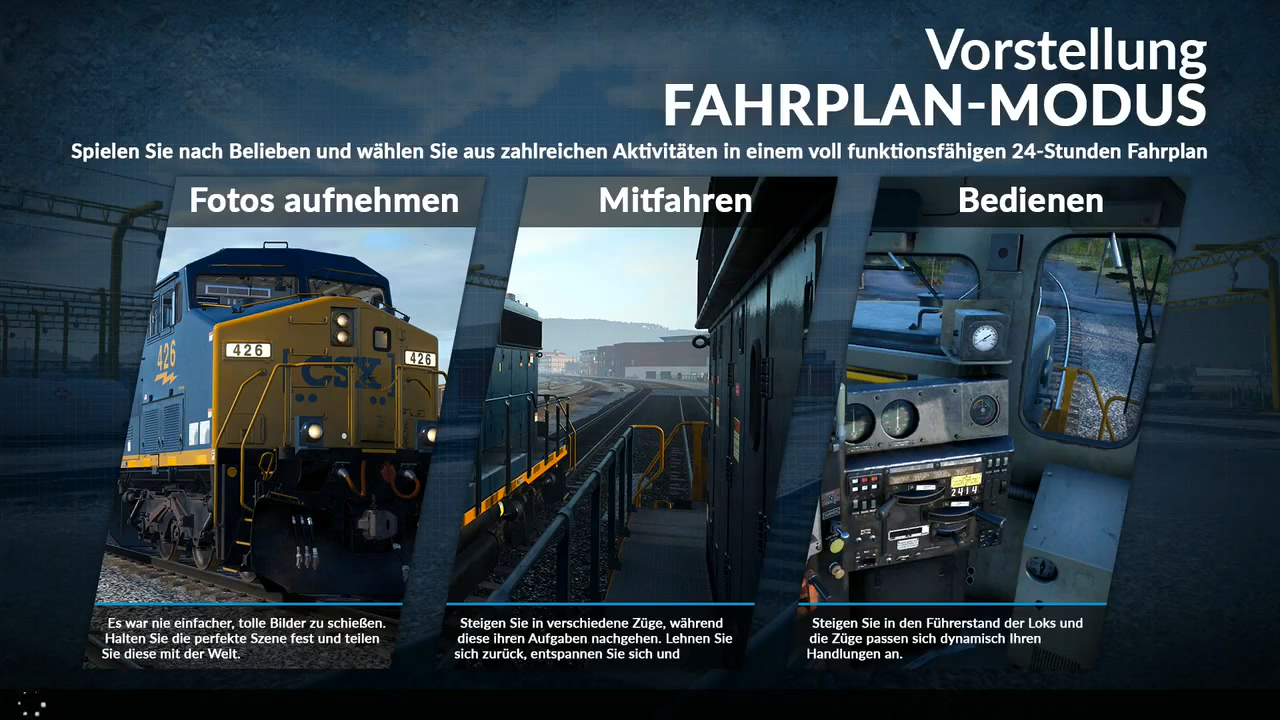 Vorstellung
FAHRPLAN-MODUS
Spielen Sie nach Belieben und wählen Sie aus zahlreichen Aktivitäten in einem voll funktionsfähigen 24-Stunden Fahrplan
Fotos aufnehmen
426
426
426
CSX
Es war nie einfacher, tolle Bilder zu schießen.
Halten Sie die perfekte Szene fest und teilen
Sie diese mit der Welt.
Mitfahren
Steigen Sie in verschiedene Züge, während
diese ihren Aufgaben nachgehen. Lehnen Sie
sich zurück, entspannen Sie sich und
Bedienen
2414
Steigen Sie in den Führerstand der Loks und
die Züge passen sich dynamisch Ihren
Handlungen an.